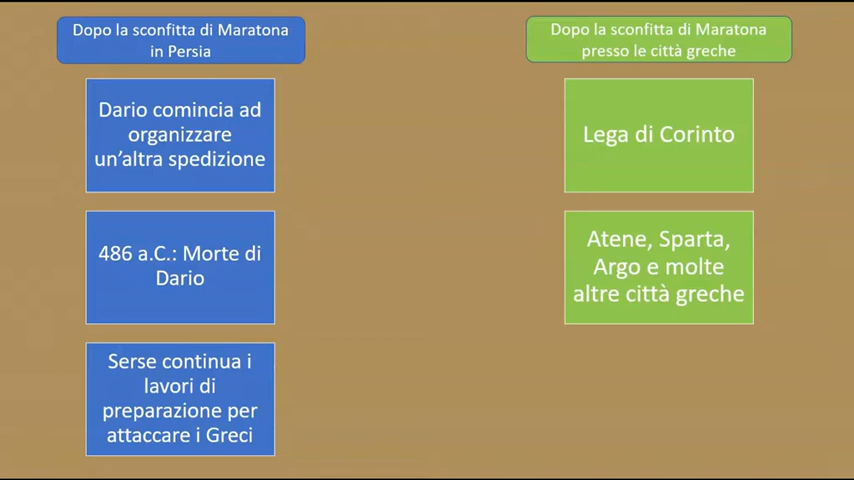 Dopo la sconfitta di Maratona
in Persia
Dario comincia ad
organizzare
un’altra spedizione
486 a.C.: Morte di
Dario
Serse continua i
lavori di
preparazione per
attaccare i Greci
Dopo la sconfitta di Maratona
presso le città greche
Lega di Corinto
Atene, Sparta,
Argo e molte
altre città greche